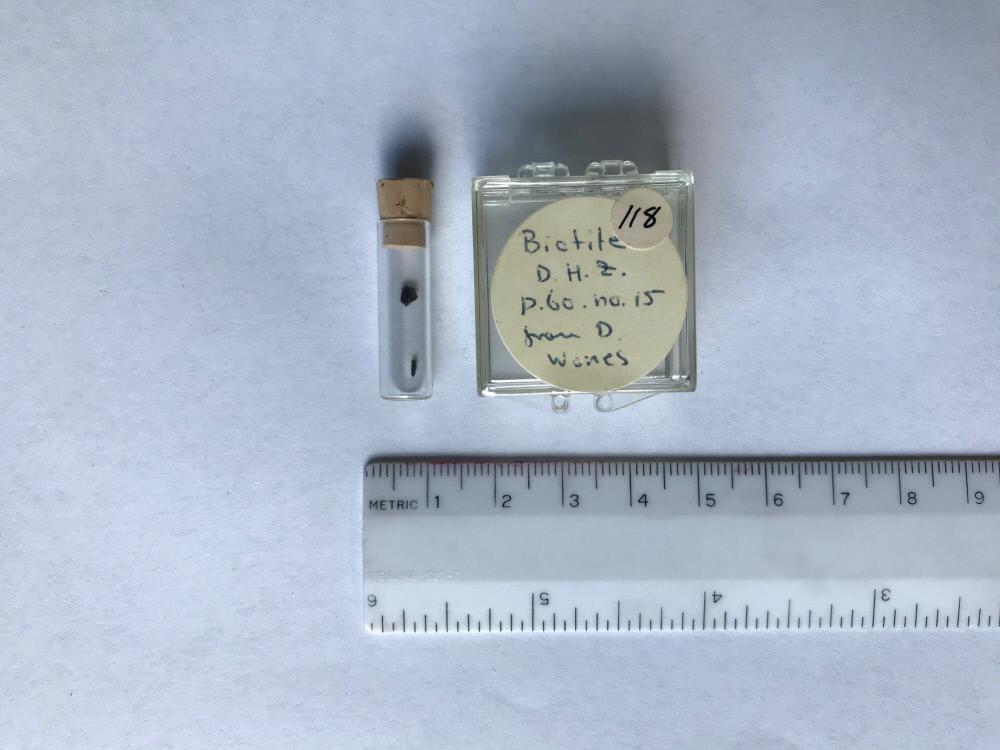 118
Biotite
D.H.Z.
p.60.no.15
from D.
Wones
METRIC 1 2 3 4 5 6 7 8 9
6 5 4 3